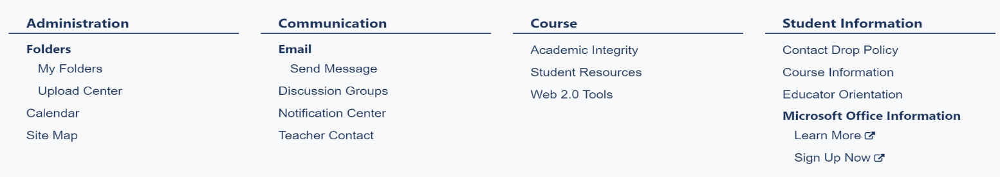 Administration
Folders
My Folders
Upload Center
Calendar
Site Map
Communication
Email
Send Message
Discussion Groups
Notification Center
Teacher Contact
Course
Academic Integrity
Student Resources
Web 2.0 Tools
Student Information
Contact Drop Policy
Course Information
Educator Orientation
Microsoft Office Information
Learn More
Sign Up Now